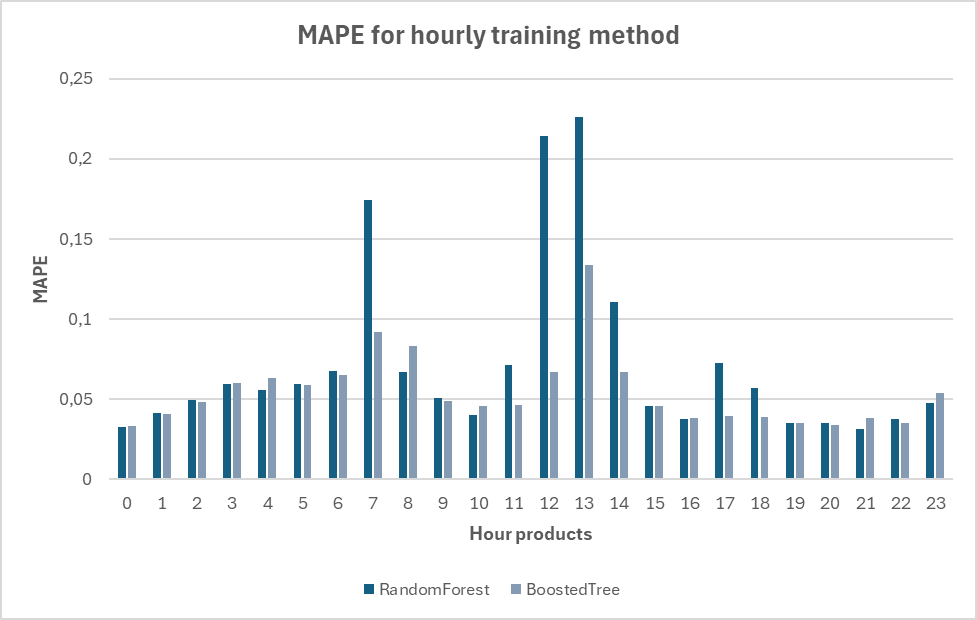 MAPE for hourly training method
0,25
0,2
0,15
0,1
0,05
0
MAPE
0 1 2 3 4 5 6 7 8 9 10 11 12 13 14 15 16 17 18 19 20 21 22 23
Hour products
RandomForest BoostedTree